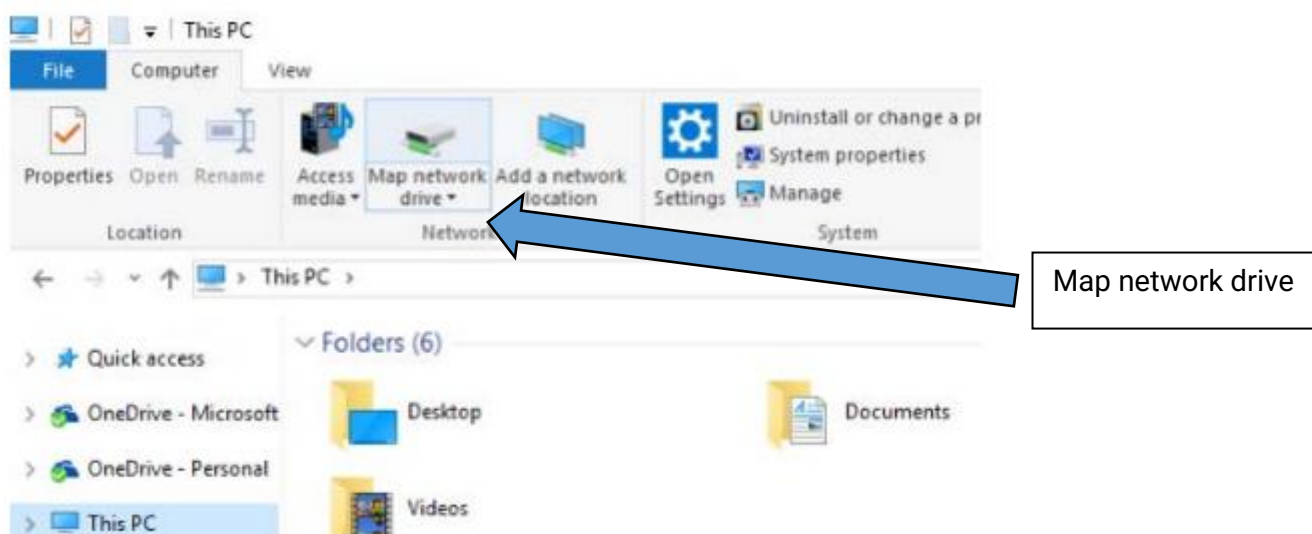 This PC
File Computer View
Properties Open Rename
Access media
Map network drive
Add a network location
Open Settings
Uninstall or change a pr
System properties
Manage
Location Network System
This PC
Map network drive
Quick access
OneDrive - Microsoft
OneDrive - Personal
This PC
Folders (6)
Desktop Documents
Videos